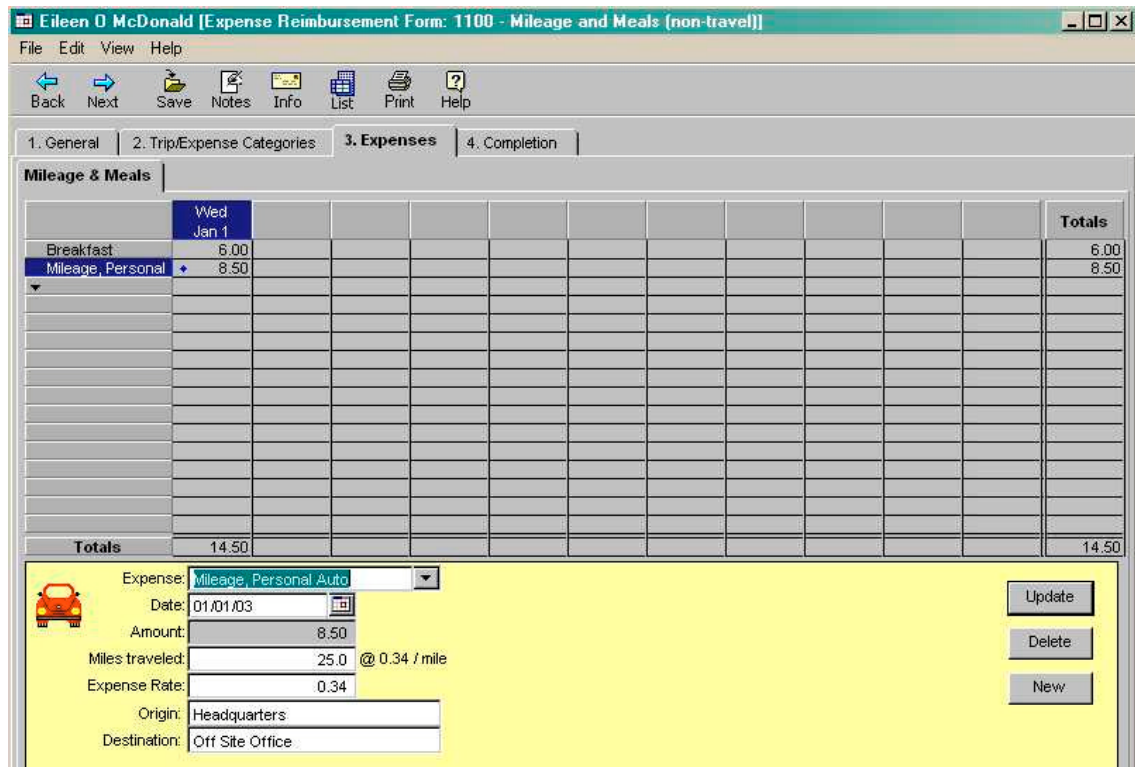 Eileen O McDonald [Expense Reimbursement Form: 1100 - Mileage and Meals (non-travel)]
File Edit View Help
Back Next Save Notes Info List Print Help
1. General 2. Trip/Expense Categories 3. Expenses 4. Completion
Mileage & Meals
Wed
Jan 1 Totals
Breakfast 6.00 6.00
Mileage, Personal 8.50 8.50
Totals 14.50 14.50
Expense: Mileage, Personal Auto
Update
Date: 01/01/03
Amount: 8.50
Delete
Miles traveled: 25.0 @ 0.34 / mile
Expense Rate: 0.34
New
Origin: Headquarters
Destination: Off Site Office